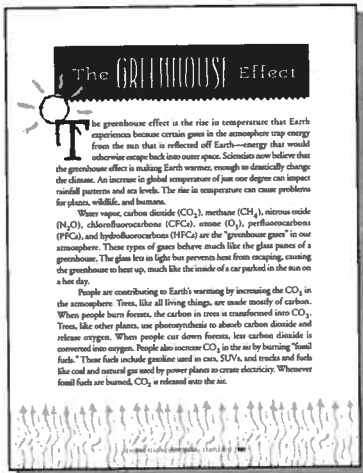 The GREENHOUSE Effect
The greenhouse effect is the rise in temperature that Earth
experiences because certain gases in the atmosphere trap energy
from the sun that is reflected off Earth—energy that would
otherwise escape back into outer space. Scientists now believe that
the greenhouse effect is making Earth warmer, enough to drastically change
the climate. An increase in global temperature of just one degree can impact
rainfall patterns and sea levels. The rise in temperature can cause problems
for plants, wildlife, and humans.
Water vapor, carbon dioxide (CO₂), methane (CH₄), nitrous oxide
(N₂O), chlorofluorocarbons (CFCs), ozone (O₃), perfluorocarbons
(PFCs), and hydrofluorocarbons (HFCs) are the "greenhouse gases" in our
atmosphere. These types of gases behave much like the glass panes of a
greenhouse. The glass lets in light but prevents heat from escaping, causing
the greenhouse to heat up, much like the inside of a car parked in the sun on
a hot day.
People are contributing to Earth's warming by increasing the CO₂ in
the atmosphere. Trees, like all living things, are made mostly of carbon.
When people burn forests, the carbon in trees is transformed into CO₂.
Trees, like other plants, use photosynthesis to absorb carbon dioxide and
release oxygen. When people cut down forests, less carbon dioxide is
converted into oxygen. People also increase CO₂ in the air by burning "fossil
fuels." These fuels include gasoline used in cars, SUVs, and trucks and fuels
like coal and natural gas used by power plants to create electricity. Whenever
fossil fuels are burned, CO₂ is released into the air.